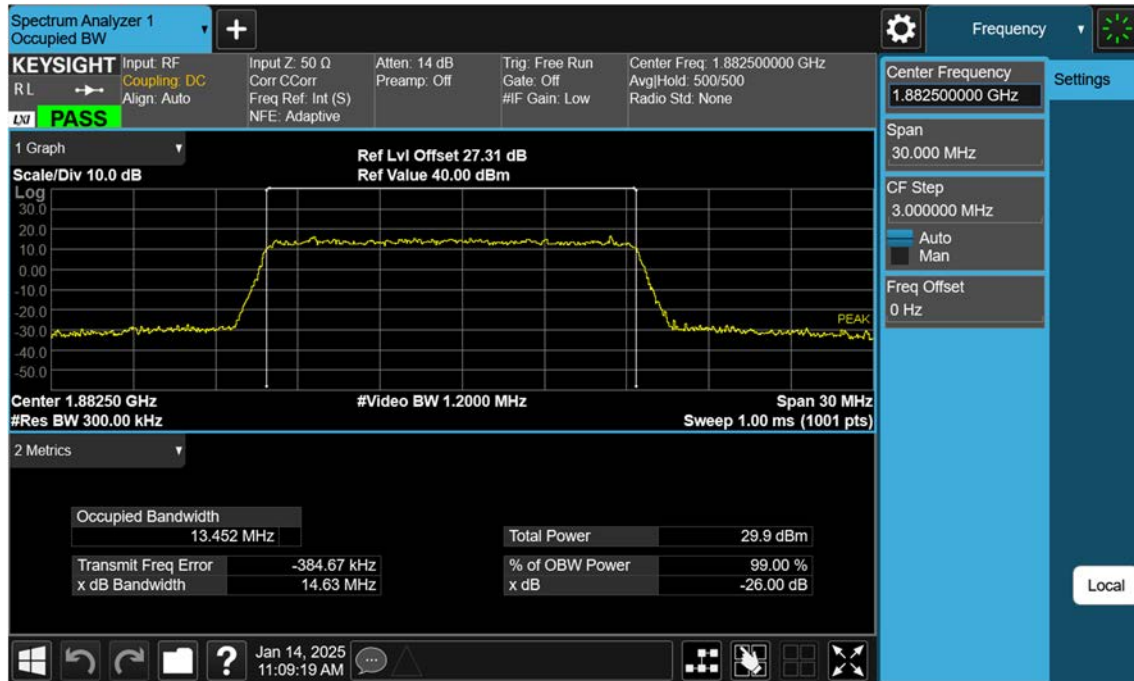 Spectrum Analyzer 1
Occupied BW
Frequency
KEYSIGHT
R L
LXI PASS
Input: RF
Coupling: DC
Align: Auto
Input Z: 50 Ω
Corr CCorr
Freq Ref: Int (S)
NFE: Adaptive
Atten: 14 dB
Preamp: Off
Trig: Free Run
Gate: Off
#IF Gain: Low
Center Freq: 1.882500000 GHz
Avg|Hold: 500/500
Radio Std: None
Center Frequency
1.882500000 GHz
Settings
Span
30.000 MHz
CF Step
3.000000 MHz
Auto
Man
Freq Offset
0 Hz
1 Graph
Scale/Div 10.0 dB
Ref Lvl Offset 27.31 dB
Ref Value 40.00 dBm
Log
30.0
20.0
10.0
0.00
-10.0
-20.0
-30.0
-40.0
-50.0
PEAK
Center 1.88250 GHz
#Video BW 1.2000 MHz
Span 30 MHz
#Res BW 300.00 kHz
Sweep 1.00 ms (1001 pts)
2 Metrics
Occupied Bandwidth
13.452 MHz
Total Power 29.9 dBm
Transmit Freq Error -384.67 kHz
% of OBW Power 99.00 %
x dB Bandwidth 14.63 MHz
x dB -26.00 dB
Local
?
Jan 14, 2025
11:09:19 AM